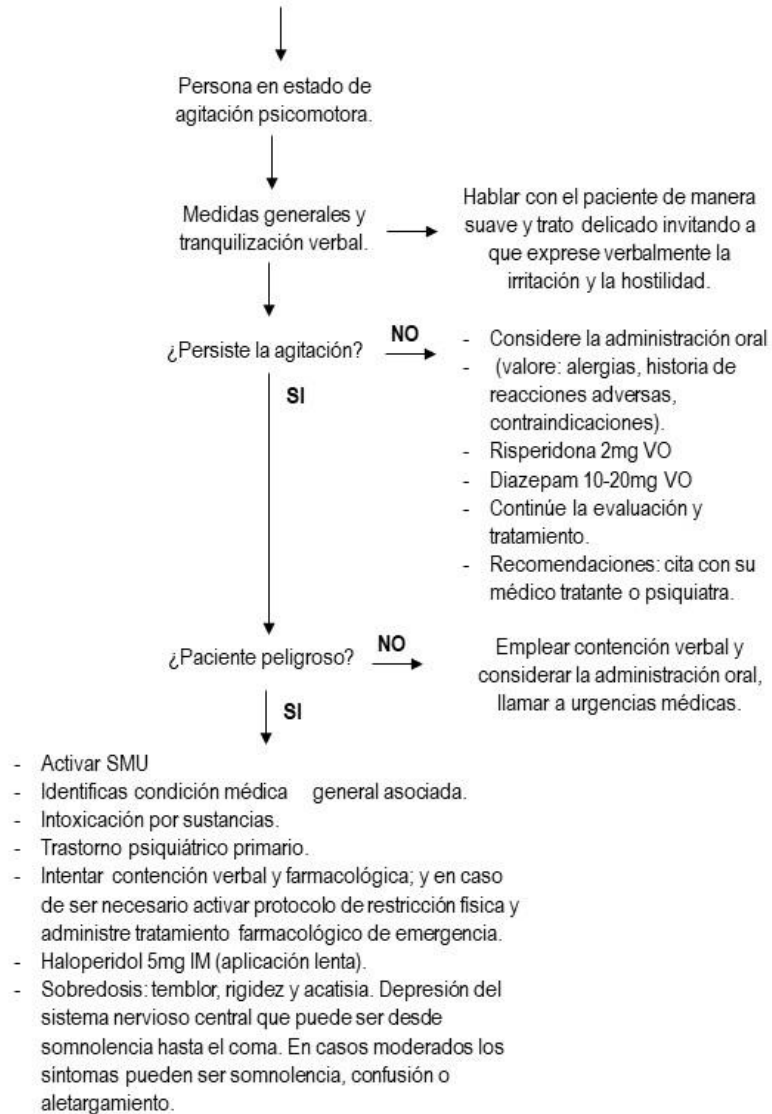 Persona en estado de
agitación psicomotora.
Medidas generales y
tranquilización verbal.
Hablar con el paciente de manera
suave y trato delicado invitando a
que exprese verbalmente la
irritación y la hostilidad.
¿Persiste la agitación?
NO
SI
- Considere la administración oral
- (valore: alergias, historia de
reacciones adversas,
contraindicaciones).
- Risperidona 2mg VO
- Diazepam 10-20mg VO
- Continúe la evaluación y
tratamiento.
- Recomendaciones: cita con su
médico tratante o psiquiatra.
¿Paciente peligroso?
NO
SI
Emplear contención verbal y
considerar la administración oral,
llamar a urgencias médicas.
- Activar SMU
- Identificas condición médica general asociada.
- Intoxicación por sustancias.
- Trastorno psiquiátrico primario.
- Intentar contención verbal y farmacológica; y en caso
de ser necesario activar protocolo de restricción física y
administre tratamiento farmacológico de emergencia.
- Haloperidol 5mg IM (aplicación lenta).
- Sobredosis: temblor, rigidez y acatisia. Depresión del
sistema nervioso central que puede ser desde
somnolencia hasta el coma. En casos moderados los
síntomas pueden ser somnolencia, confusión o
aletargamiento.